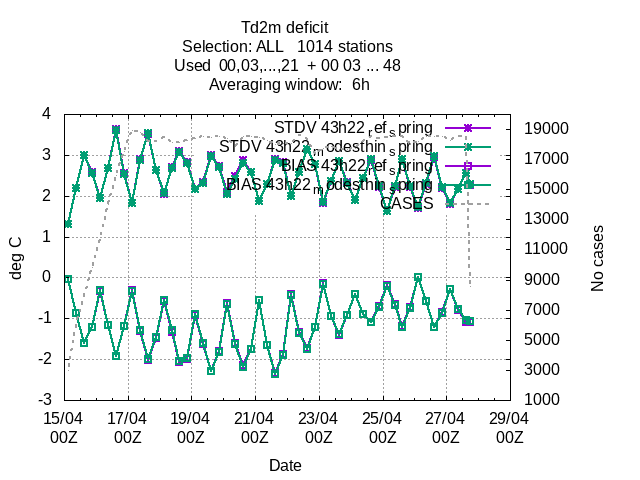 Td2m deficit
Selection: ALL   1014 stations
Used  00,03,...,21  + 00 03 ... 48
Averaging window:  6h
STDV 43h22_ref_spring
STDV 43h22_modesthin_spring
BIAS 43h22_ref_spring
BIAS 43h22_modesthin_spring
CASES
4
3
2
1
0
-1
-2
-3
deg C
19000
17000
15000
13000
11000
9000
7000
5000
3000
1000
No cases
15/04 17/04 19/04 21/04 23/04 25/04 27/04 29/04
00Z 00Z 00Z 00Z 00Z 00Z 00Z 00Z
Date